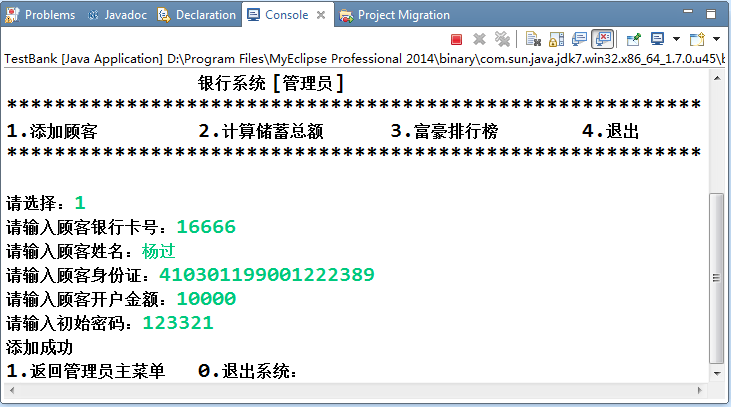 Problems @ Javadoc Declaration Console Project Migration
TestBank [Java Application] D:\Program Files\MyEclipse Professional 2014\binary\com.sun.java.jdk7.win32.x86_64_1.7.0.u45\b
银行系统 [管理员]
**********************************************************
1.添加顾客 2.计算储蓄总额 3.富豪排行榜 4.退出
**********************************************************
请选择：1
请输入顾客银行卡号：16666
请输入顾客姓名：杨过
请输入顾客身份证：410301199001222389
请输入顾客开户金额：10000
请输入初始密码：123321
添加成功
1.返回管理员主菜单 0.退出系统：